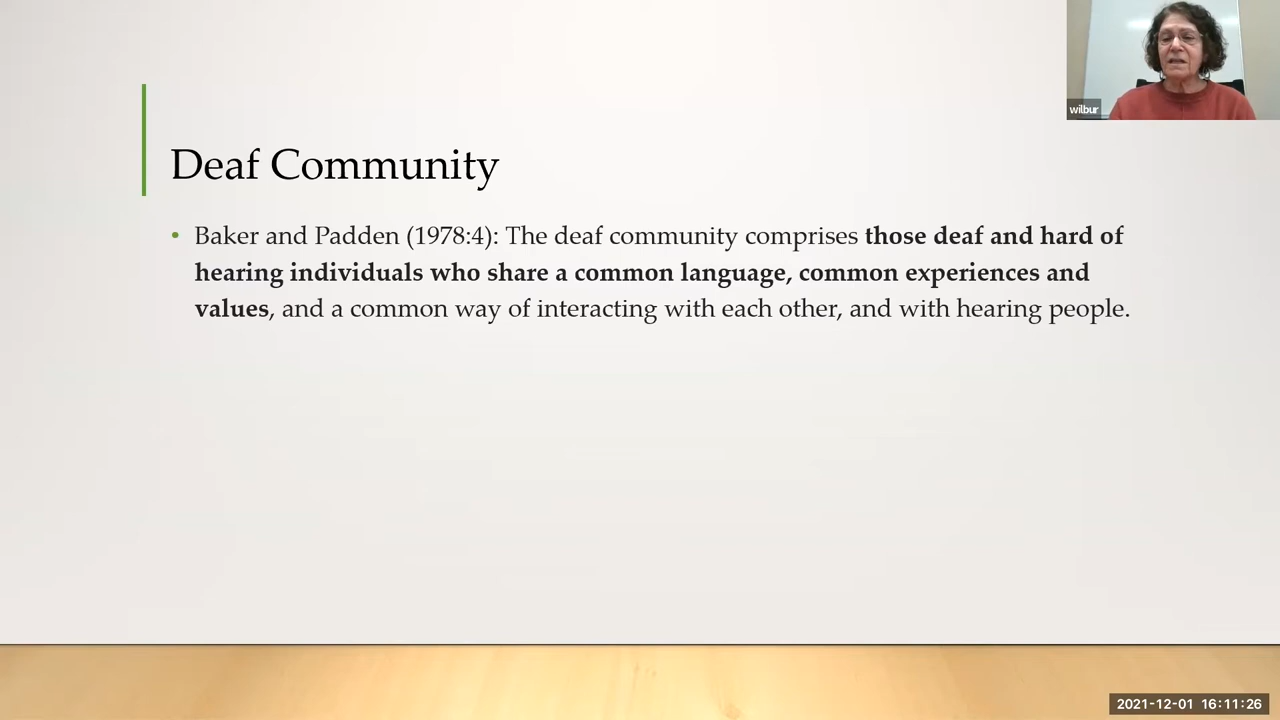 wilbur
Deaf Community
• Baker and Padden (1978:4): The deaf community comprises those deaf and hard of
hearing individuals who share a common language, common experiences and
values, and a common way of interacting with each other, and with hearing people.
2021-12-01 16:11:26